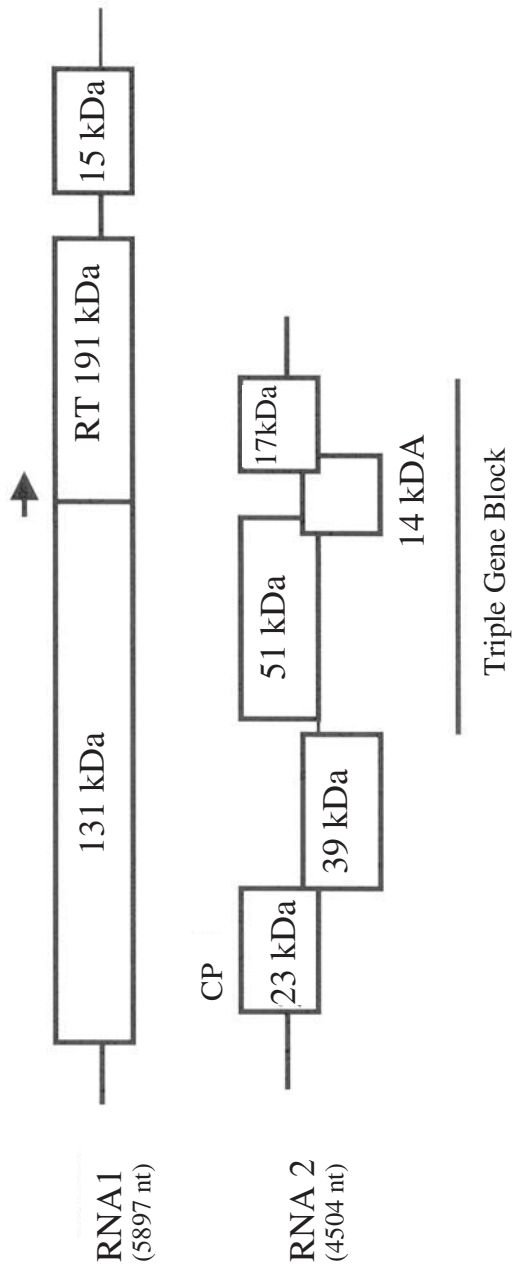 RNA1
(5897 nt)
131 kDa
RT 191 kDa
15 kDa
RNA 2
(4504 nt)
CP
23 kDa
39 kDa
51 kDa
14 kDA
17kDa
Triple Gene Block